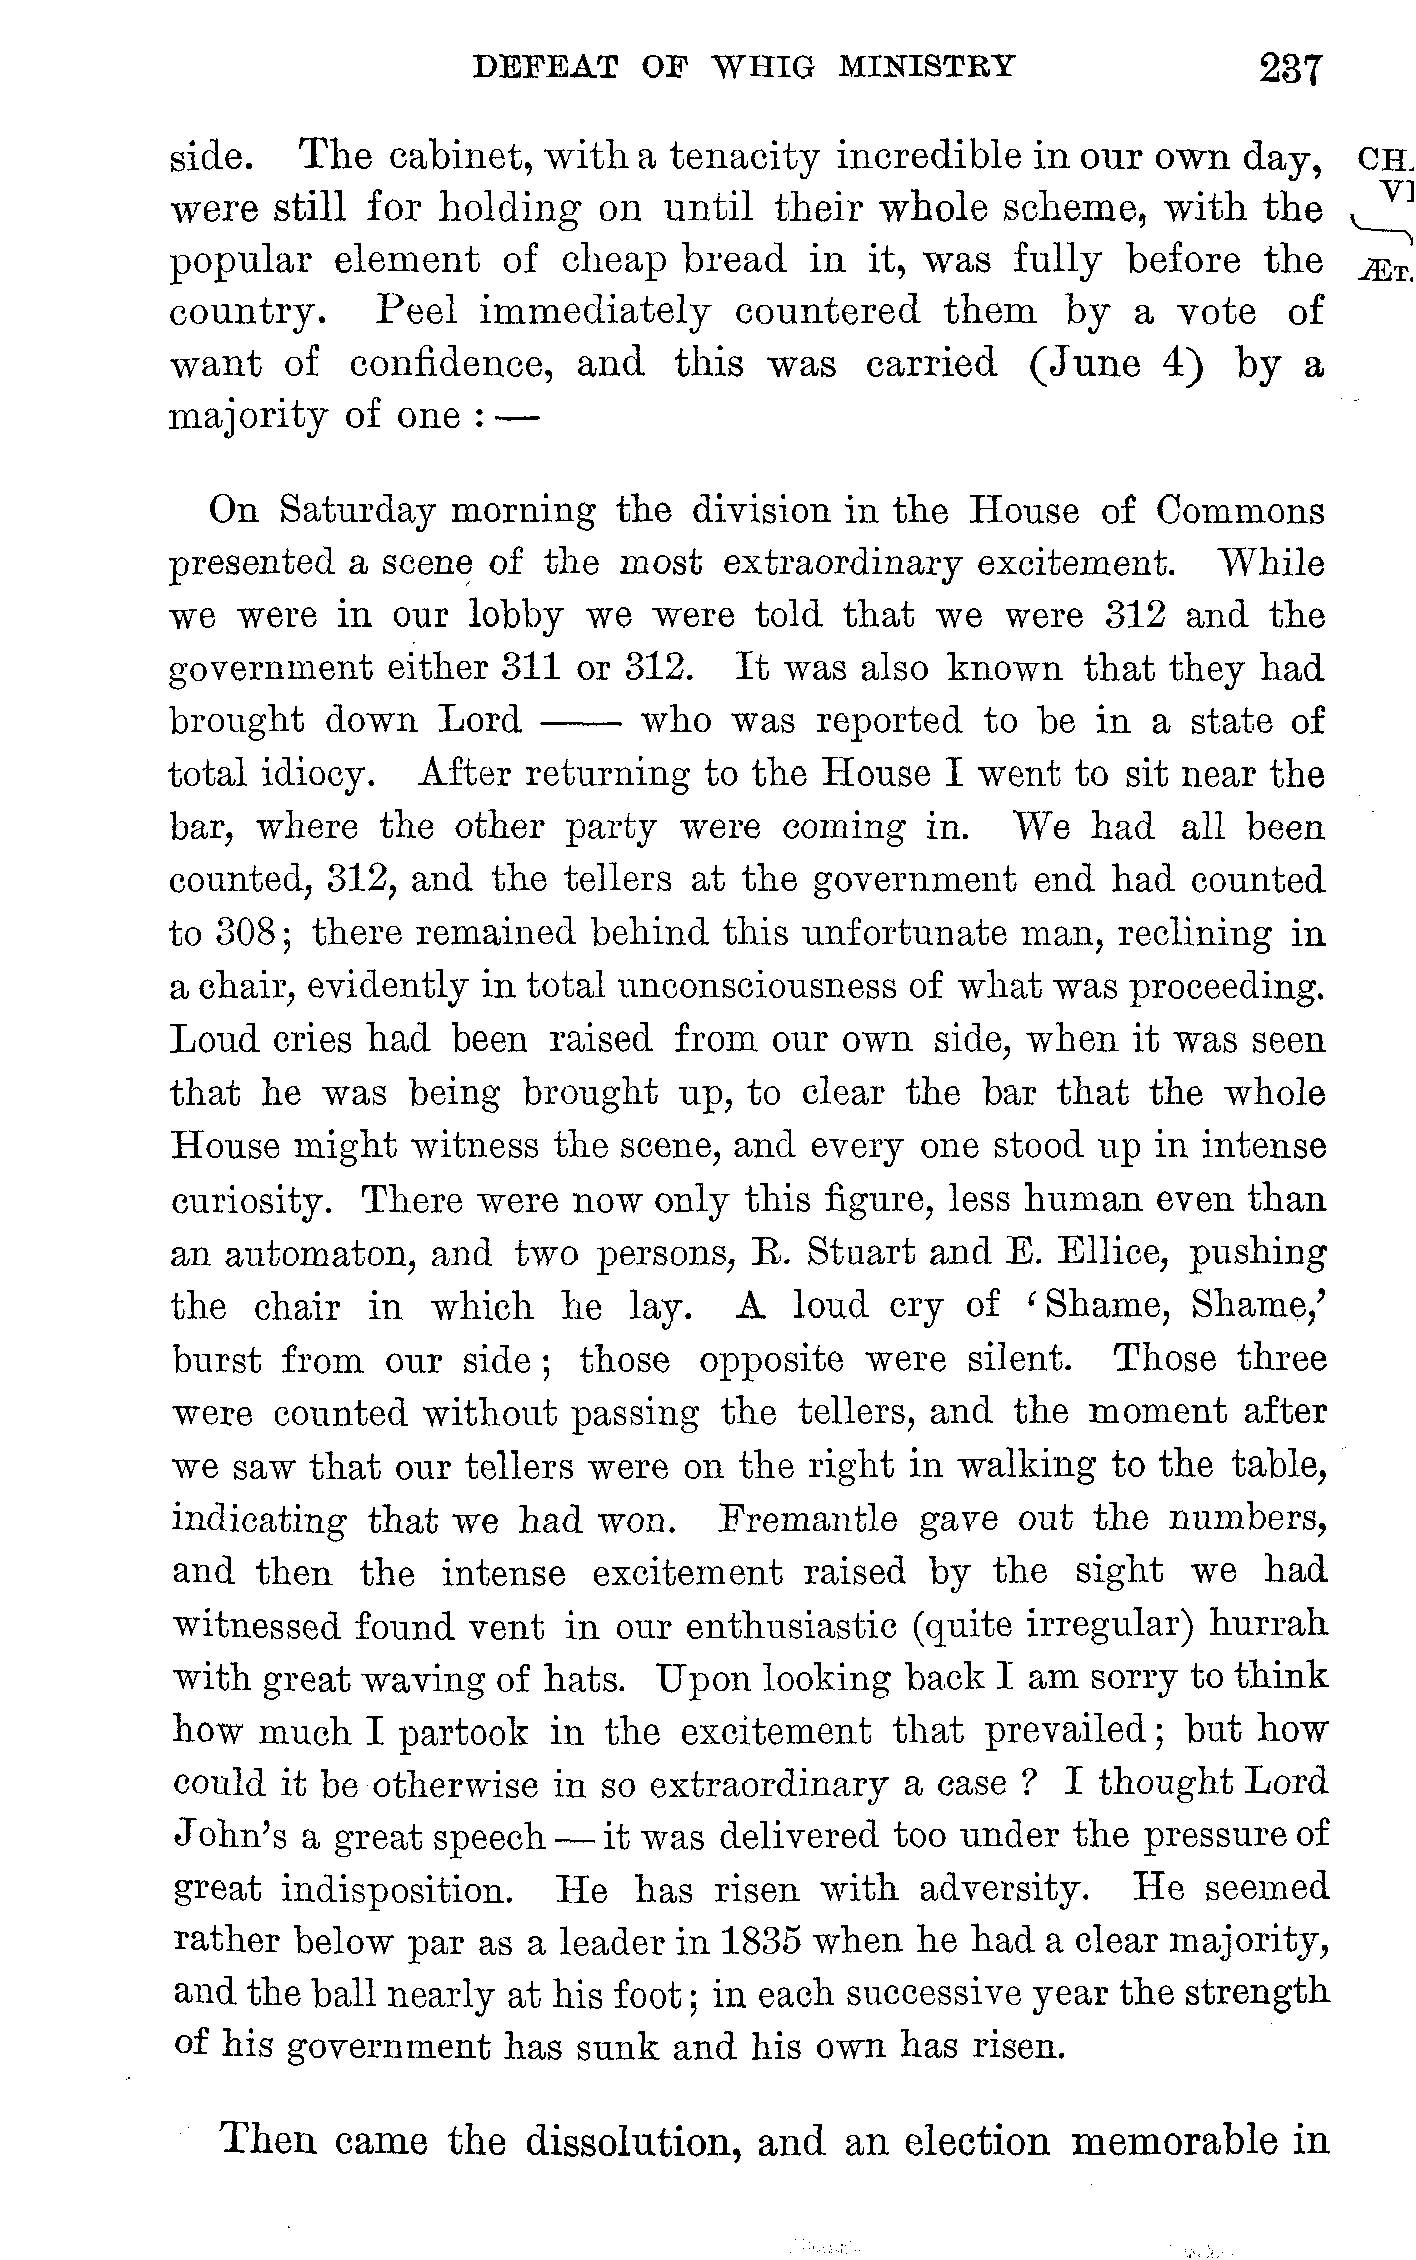 DEFEAT OF WHIG MINISTRY 237
side. The cabinet, with a tenacity incredible in our own day,
were still for holding on until their whole scheme, with the
popular element of cheap bread in it, was fully before the
country. Peel immediately countered them by a vote of
want of confidence, and this was carried (June 4) by a
majority of one : —
CH.
VI
ÆT.
On Saturday morning the division in the House of Commons
presented a scene of the most extraordinary excitement. While
we were in our lobby we were told that we were 312 and the
government either 311 or 312. It was also known that they had
brought down Lord —— who was reported to be in a state of
total idiocy. After returning to the House I went to sit near the
bar, where the other party were coming in. We had all been
counted, 312, and the tellers at the government end had counted
to 308; there remained behind this unfortunate man, reclining in
a chair, evidently in total unconsciousness of what was proceeding.
Loud cries had been raised from our own side, when it was seen
that he was being brought up, to clear the bar that the whole
House might witness the scene, and every one stood up in intense
curiosity. There were now only this figure, less human even than
an automaton, and two persons, R. Stuart and E. Ellice, pushing
the chair in which he lay. A loud cry of ‘Shame, Shame,’
burst from our side; those opposite were silent. Those three
were counted without passing the tellers, and the moment after
we saw that our tellers were on the right in walking to the table,
indicating that we had won. Fremantle gave out the numbers,
and then the intense excitement raised by the sight we had
witnessed found vent in our enthusiastic (quite irregular) hurrah
with great waving of hats. Upon looking back I am sorry to think
how much I partook in the excitement that prevailed; but how
could it be otherwise in so extraordinary a case ? I thought Lord
John's a great speech — it was delivered too under the pressure of
great indisposition. He has risen with adversity. He seemed
rather below par as a leader in 1835 when he had a clear majority,
and the ball nearly at his foot; in each successive year the strength
of his government has sunk and his own has risen.
Then came the dissolution, and an election memorable in